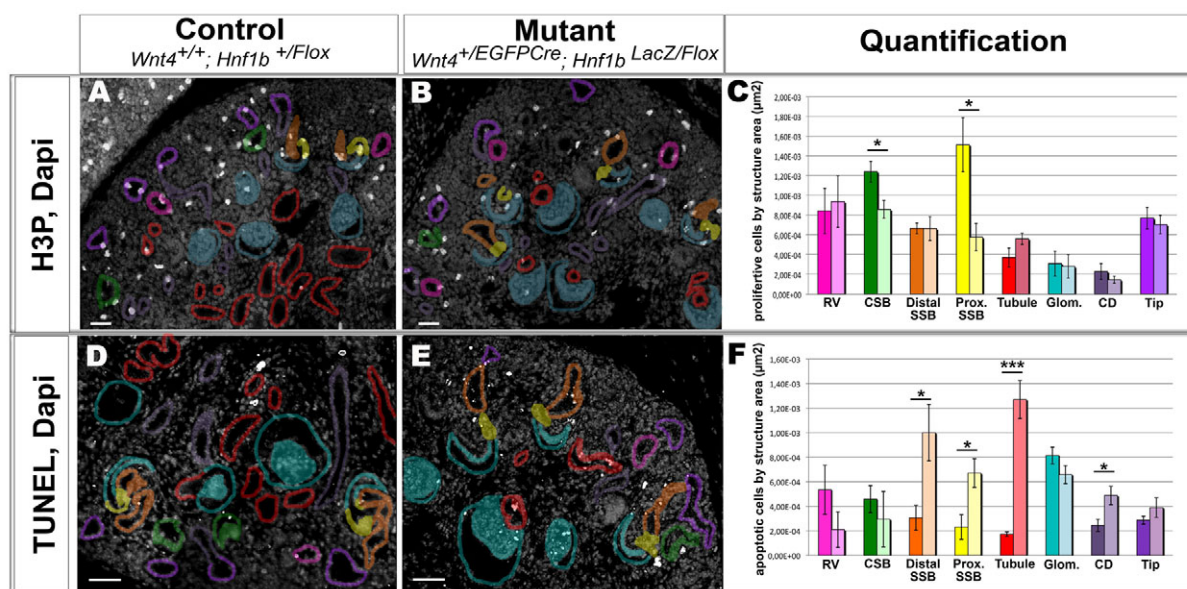 Control
Wnt4+/+; Hnf1b +/Flox
Mutant
Wnt4+/EGFPCre; Hnf1b LacZ/Flox
Quantification
H3P, Dapi
A
B
C
prolifertive cells by structure area (µm2)
2,00E-03
1,80E-03
1,60E-03
1,40E-03
1,20E-03
1,00E-03
8,00E-04
6,00E-04
4,00E-04
2,00E-04
0,00E+00
*
*
RV CSB Distal SSB Prox. SSB Tubule Glom. CD Tip
TUNEL, Dapi
D
E
F
apoptotic cells by structure area (µm2)
1,60E-03
1,40E-03
1,20E-03
1,00E-03
8,00E-04
6,00E-04
4,00E-04
2,00E-04
0,00E+00
*
*
***
*
RV CSB Distal SSB Prox. SSB Tubule Glom. CD Tip